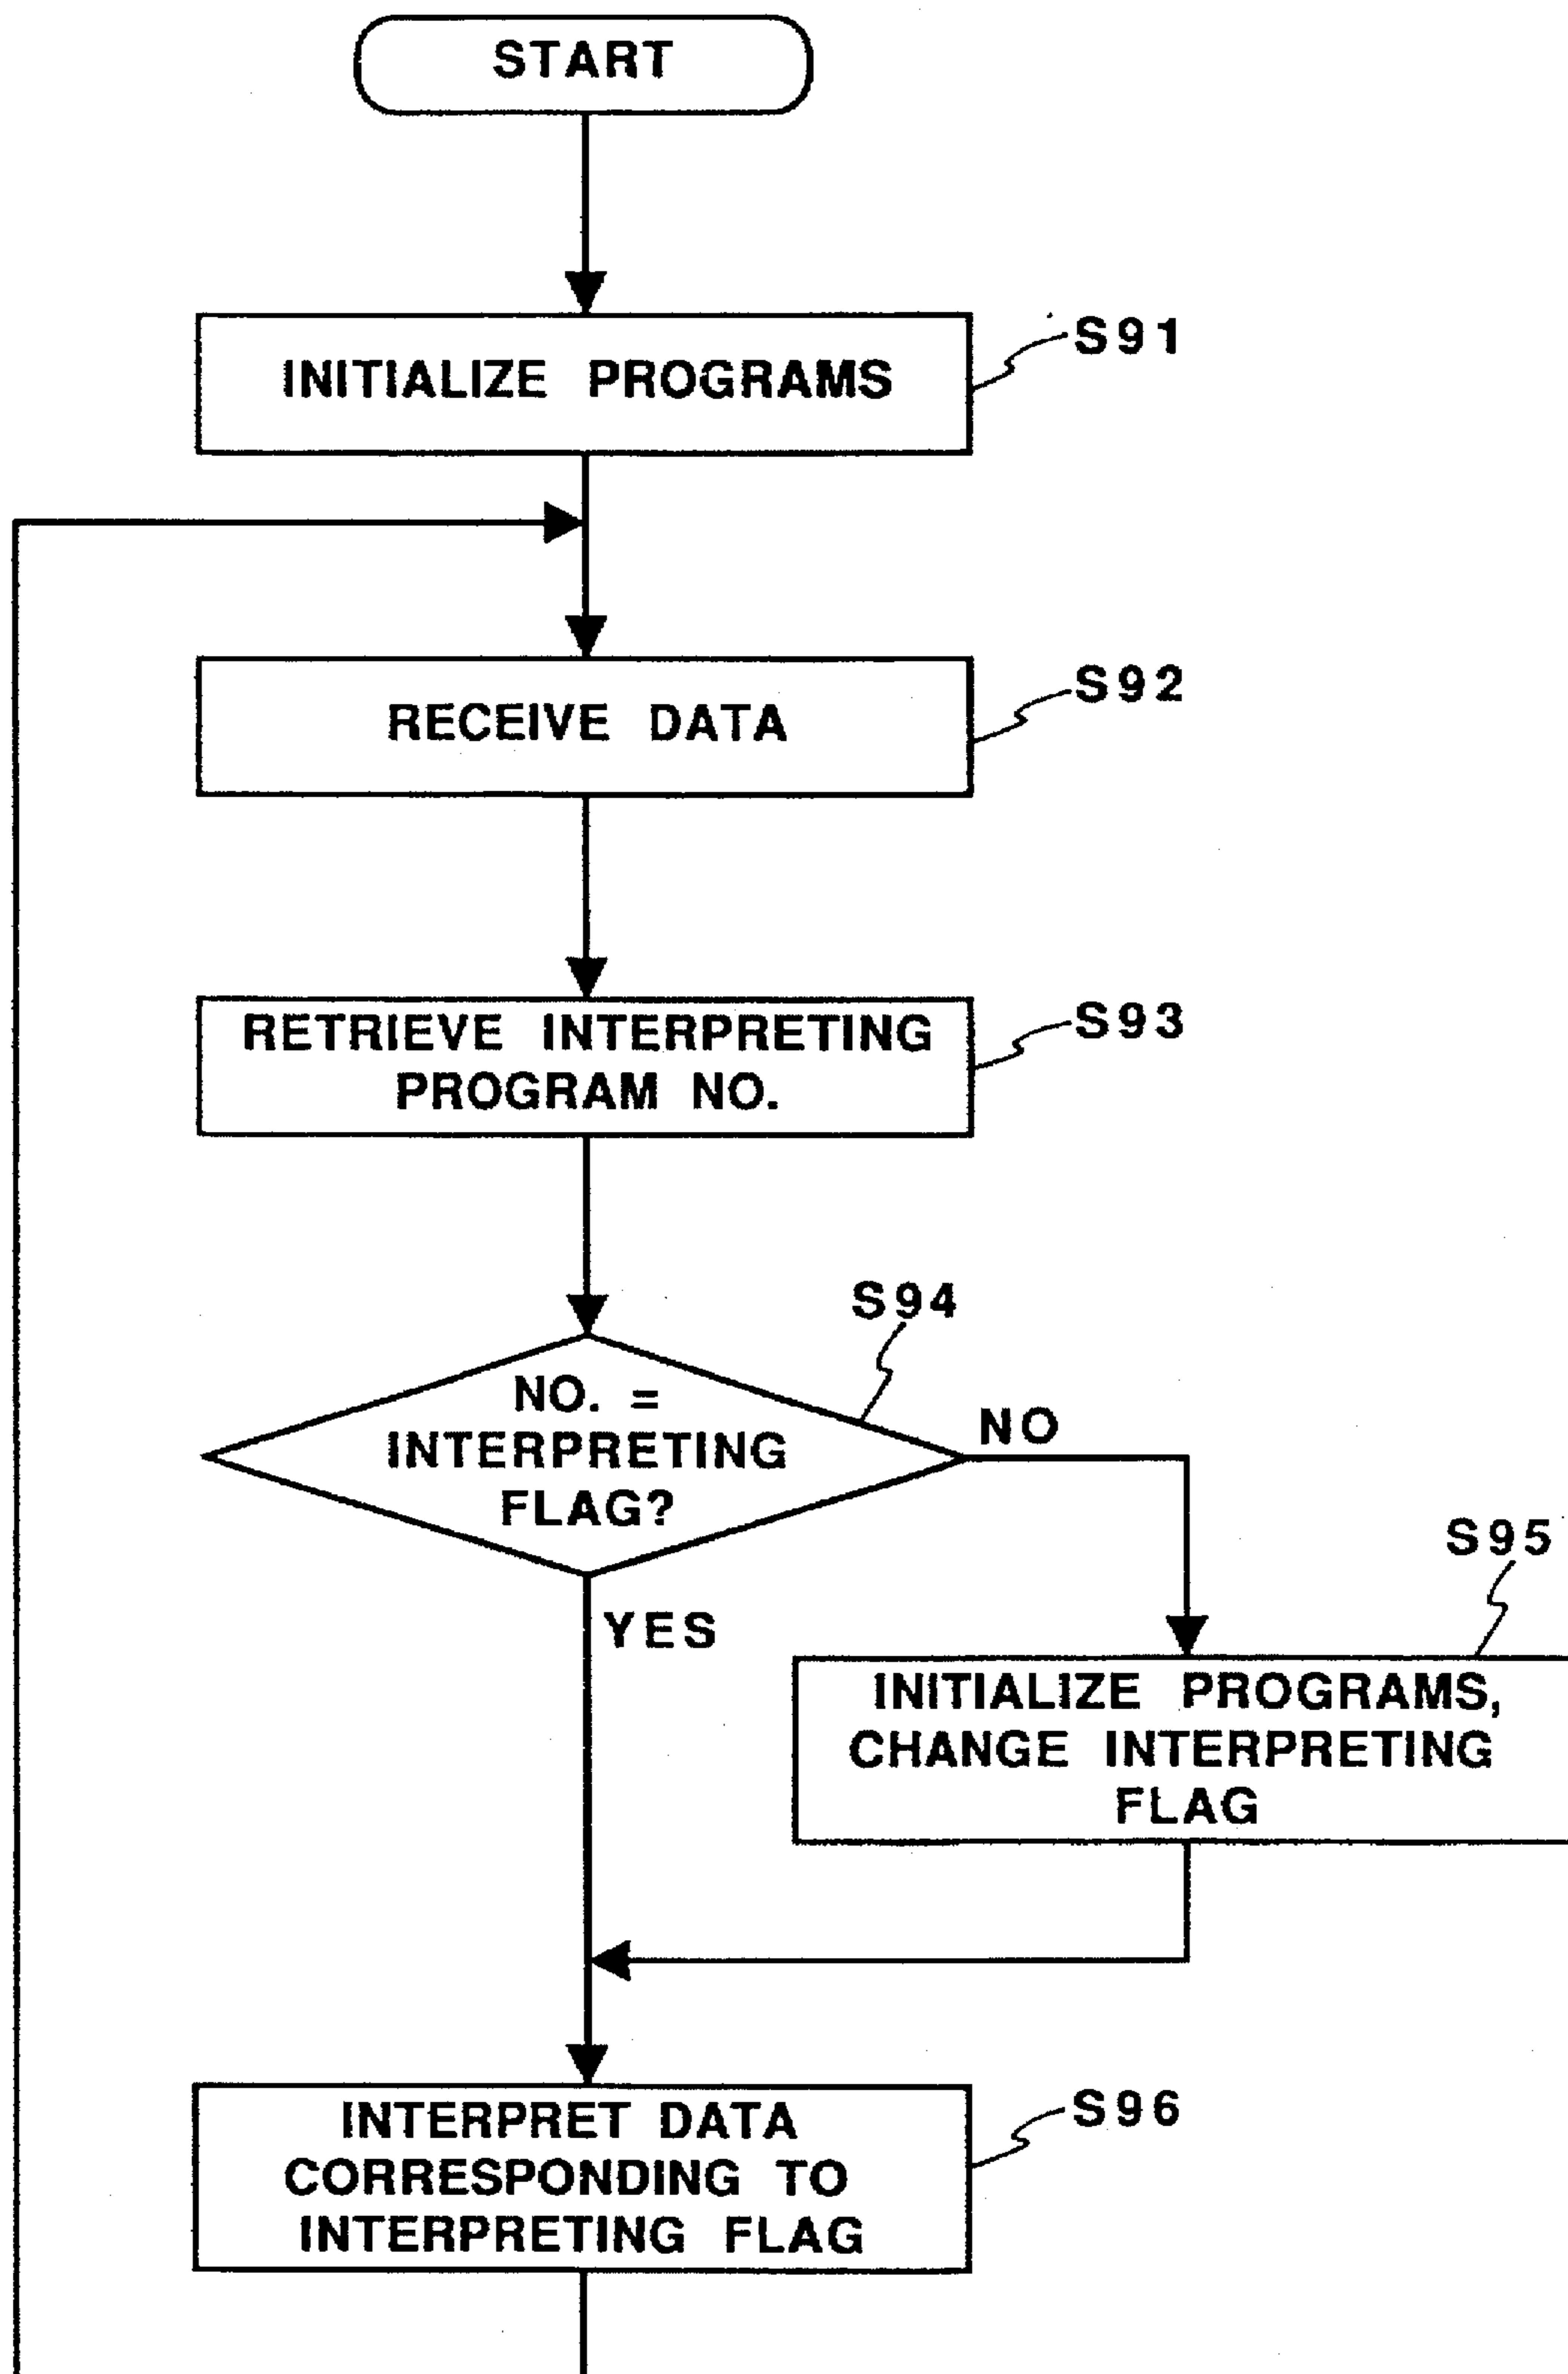 START
INITIALIZE PROGRAMS
S91
RECEIVE DATA
S92
RETRIEVE INTERPRETING
PROGRAM NO.
S93
NO. =
INTERPRETING
FLAG?
S94
NO
YES
INITIALIZE PROGRAMS,
CHANGE INTERPRETING
FLAG
S95
INTERPRET DATA
CORRESPONDING TO
INTERPRETING FLAG
S96